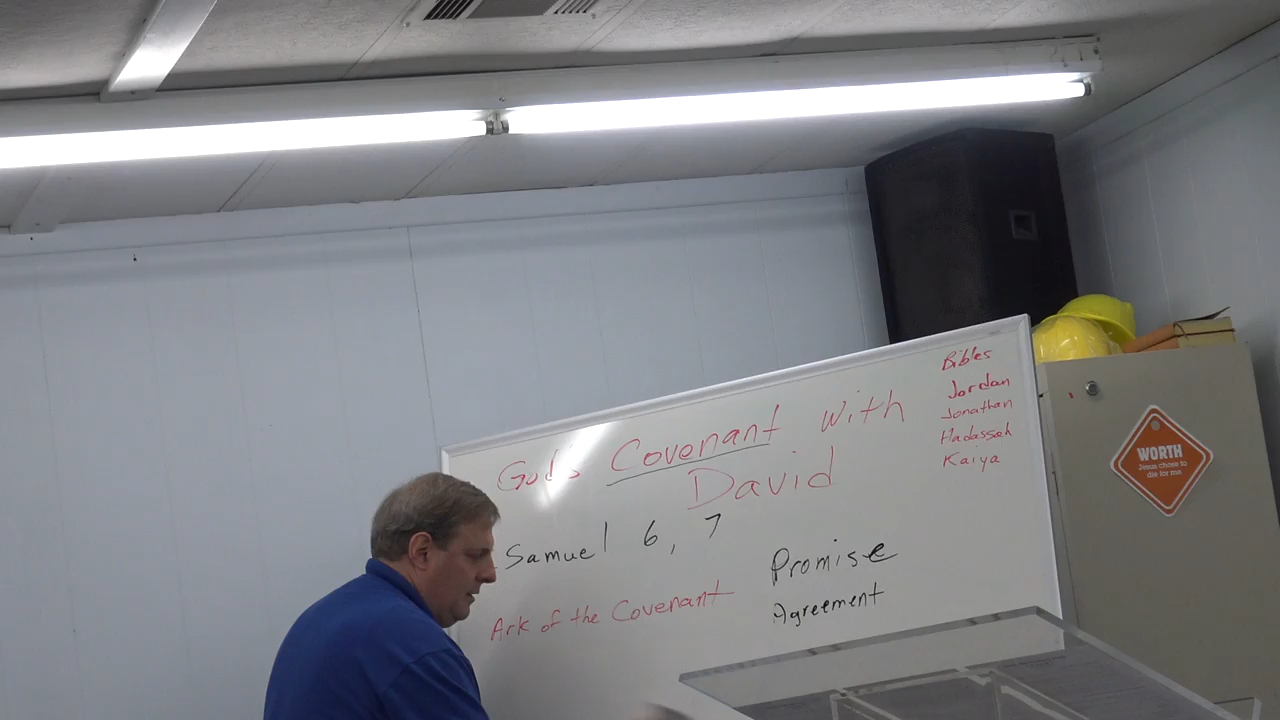 God's Covenant with
David
Samuel 6, 7
Ark of the Covenant
Promise
Agreement
Bibles
Jordan
Jonathan
Hadassah
Kaiya
WORTH
Jesus chose to
die for me